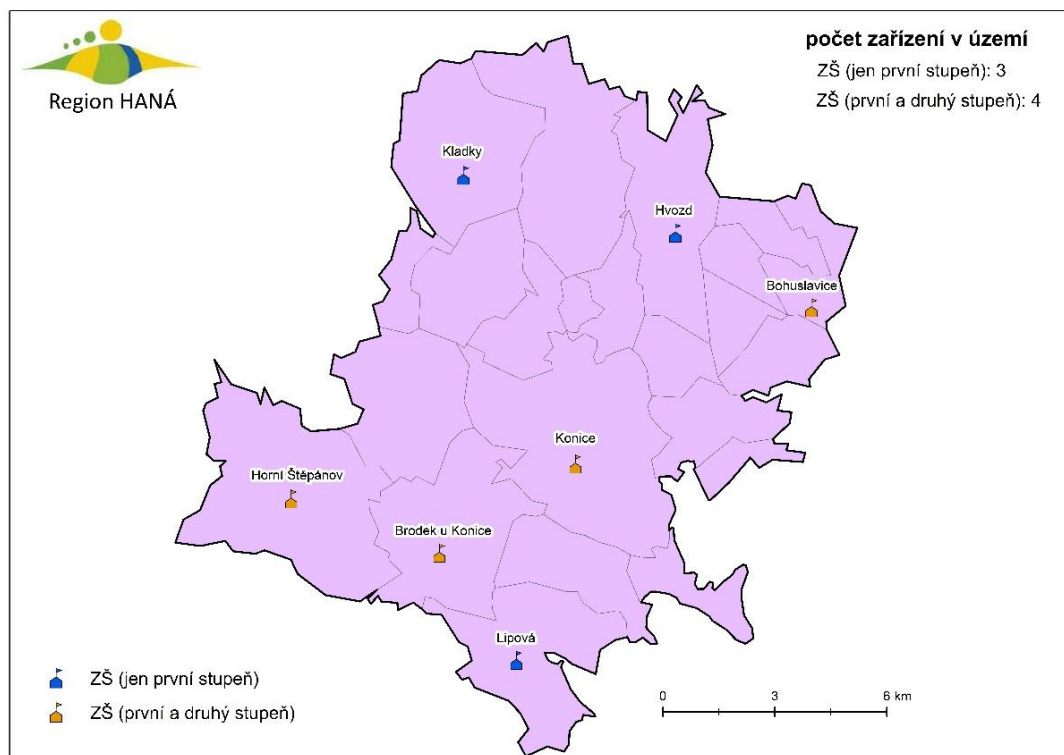 Region HANÁ
počet zařízení v území
ZŠ (jen první stupeň): 3
ZŠ (první a druhý stupeň): 4
Kladky
Hvozd
Bohuslavice
Konice
Horní Štěpánov
Brodek u Konice
Lipová
ZŠ (jen první stupeň)
ZŠ (první a druhý stupeň)
0 3 6 km